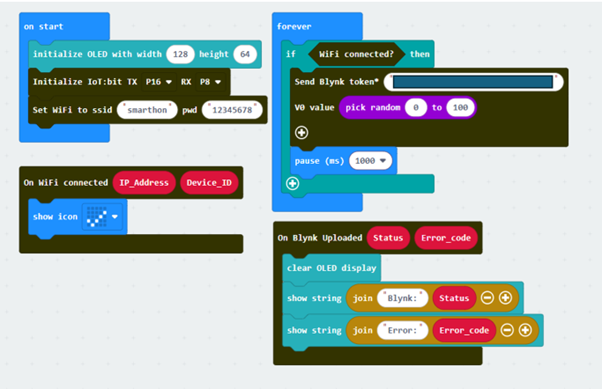 on start
initialize OLED with width 128 height 64
Initialize IoT:bit TX P16 RX P8
Set WiFi to ssid "smarthon" pwd "12345678"
On WiFi connected IP_Address Device_ID
show icon
forever
if WiFi connected? then
Send Blynk token* "
V0 value pick random 0 to 100
pause (ms) 1000
On Blynk Uploaded Status Error_code
clear OLED display
show string join "Blynk:" Status
show string join "Error:" Error_code